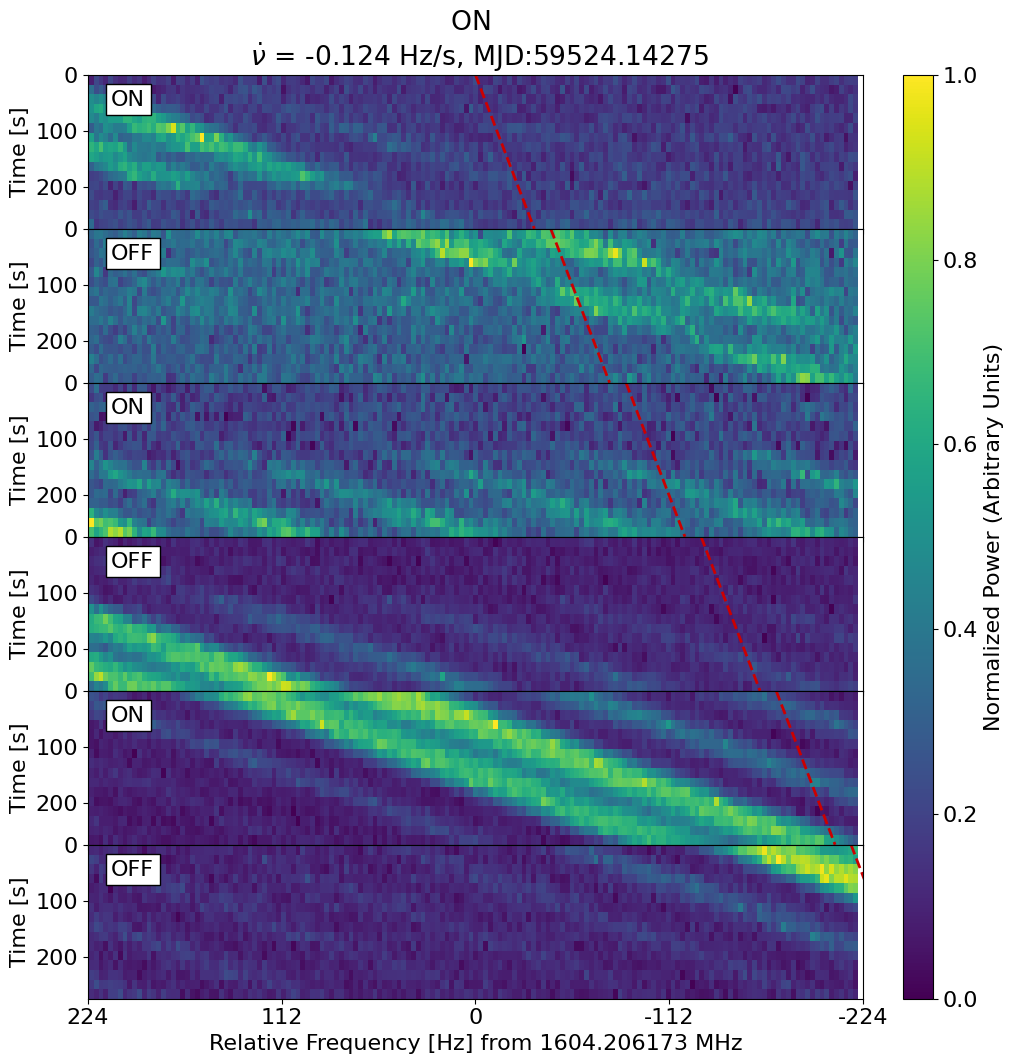 ON
ν̇ = -0.124 Hz/s, MJD:59524.14275
0
ON
100
200
Time [s]
0
OFF
100
200
Time [s]
0
ON
100
200
Time [s]
0
OFF
100
200
Time [s]
0
ON
100
200
Time [s]
0
OFF
100
200
Time [s]
224 112 0 -112 -224
Relative Frequency [Hz] from 1604.206173 MHz
1.0
0.8
0.6
0.4
0.2
0.0
Normalized Power (Arbitrary Units)